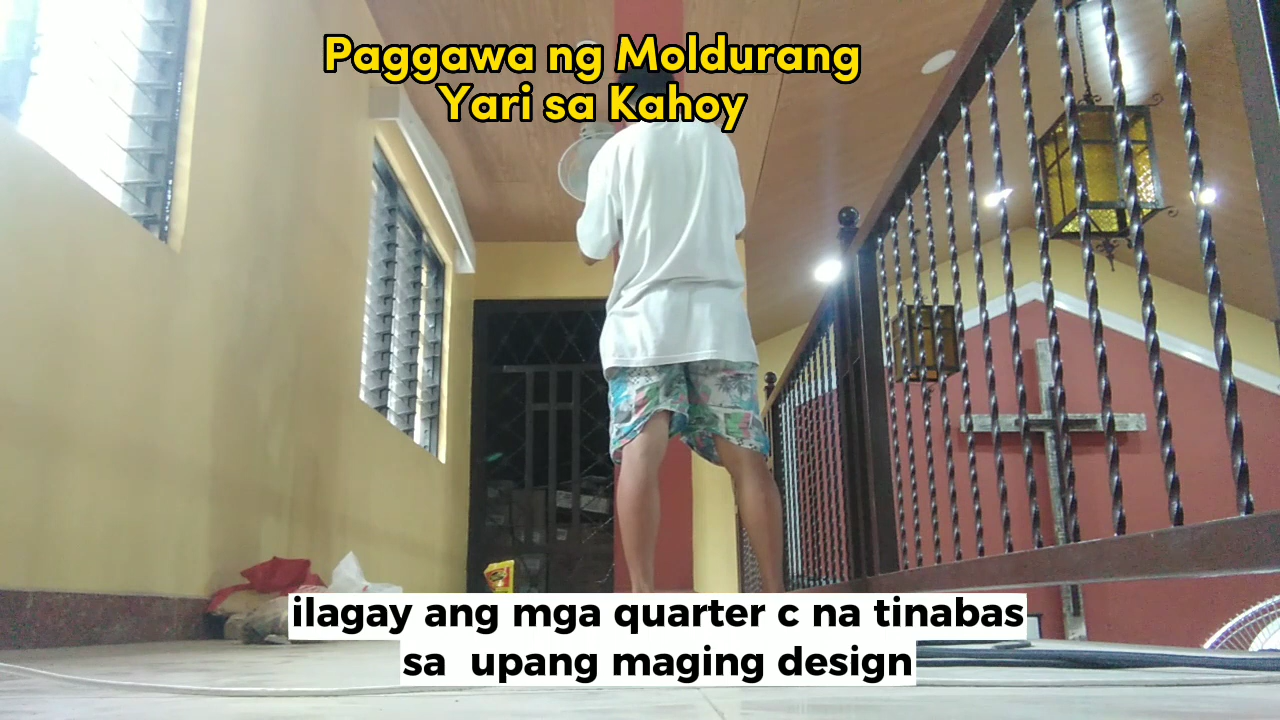 Paggawa ng Moldurang
Yari sa Kahoy
ilagay ang mga quarter c na tinabas
sa  upang maging design